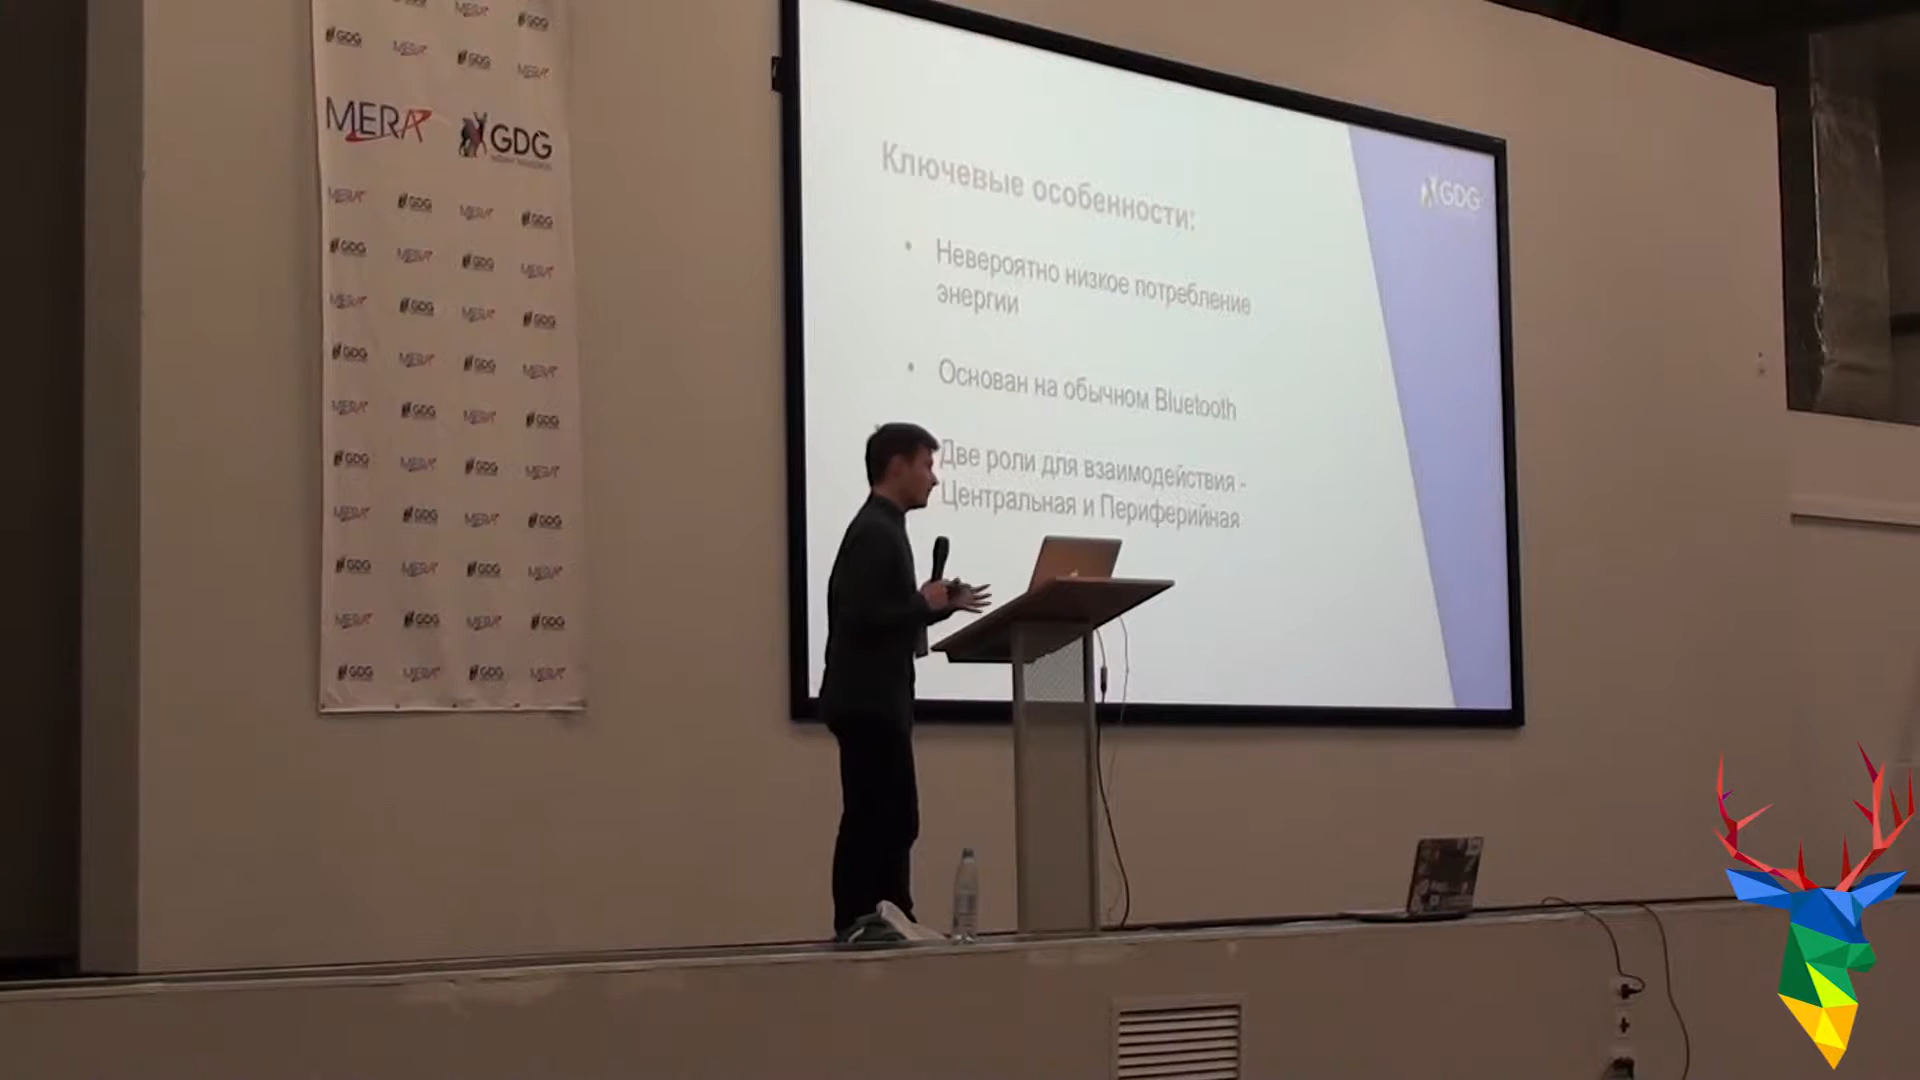 MERA GDG
GDG
Ключевые особенности:
• Невероятно низкое потребление
энергии
• Основан на обычном Bluetooth
Две роли для взаимодействия -
Центральная и Периферийная